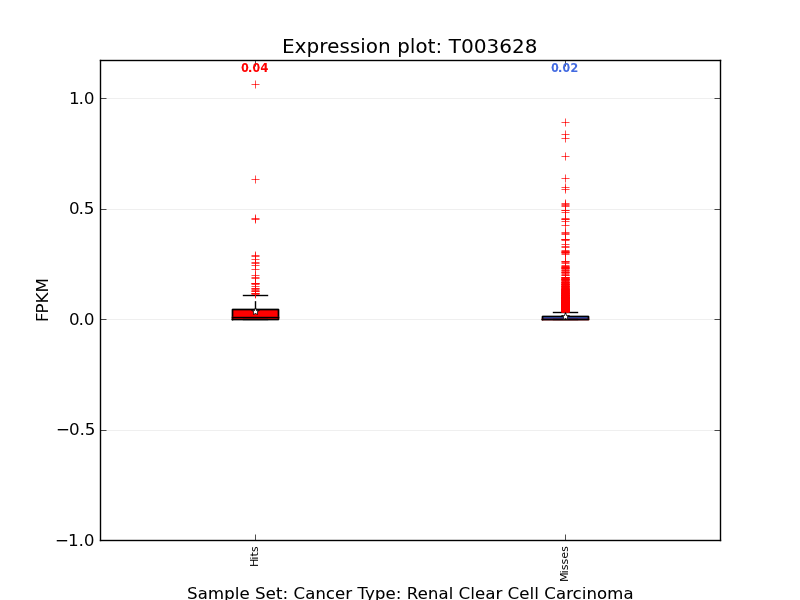 Expression plot: T003628
0.04
0.02
1.0
0.5
0.0
−0.5
−1.0
FPKM
Hits
Misses
Sample Set: Cancer Type: Renal Clear Cell Carcinoma